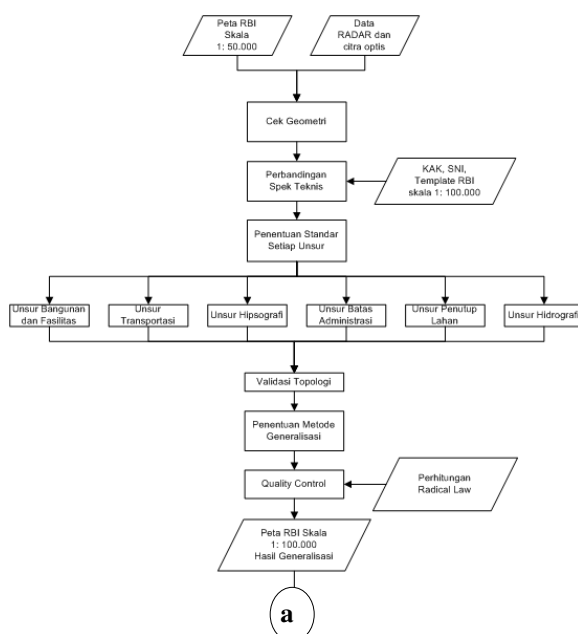 Peta RBI
Skala
1: 50.000
Data
RADAR dan
citra optis
Cek Geometri
Perbandingan
Spek Teknis
KAK, SNI,
Template RBI
skala 1: 100.000
Penentuan Standar
Setiap Unsur
Unsur Bangunan
dan Fasilitas
Unsur
Transportasi
Unsur Hipsografi
Unsur Batas
Administrasi
Unsur Penutup
Lahan
Unsur Hidrografi
Validasi Topologi
Penentuan Metode
Generalisasi
Quality Control
Perhitungan
Radical Law
Peta RBI Skala
1: 100.000
Hasil Generalisasi
a